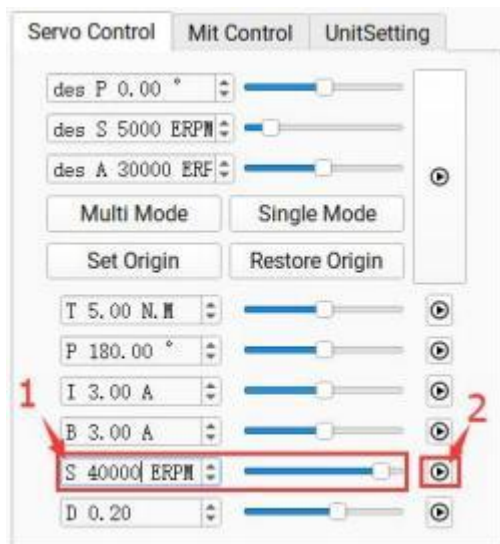 Servo Control Mit Control UnitSetting
des P 0.00 °
des S 5000 ERPM
des A 30000 ERF
Multi Mode Single Mode
Set Origin Restore Origin
T 5.00 N.M
P 180.00 °
I 3.00 A
1
2
B 3.00 A
S 40000 ERPM
D 0.20